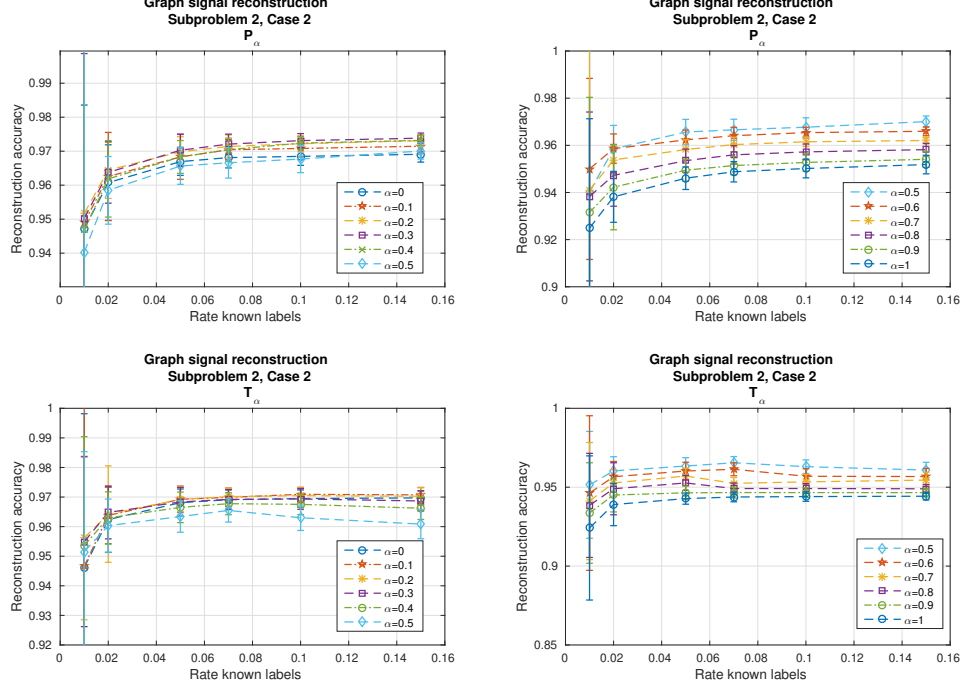 Graph signal reconstruction
Subproblem 2, Case 2
P α
Reconstruction accuracy
0.99
0.98
0.97
0.96
0.95
0.94
0 0.02 0.04 0.06 0.08 0.1 0.12 0.14 0.16
Rate known labels
α=0
α=0.1
α=0.2
α=0.3
α=0.4
α=0.5
Graph signal reconstruction
Subproblem 2, Case 2
P α
Reconstruction accuracy
1
0.98
0.96
0.94
0.92
0.9
0 0.02 0.04 0.06 0.08 0.1 0.12 0.14 0.16
Rate known labels
α=0.5
α=0.6
α=0.7
α=0.8
α=0.9
α=1
Graph signal reconstruction
Subproblem 2, Case 2
T α
Reconstruction accuracy
1
0.99
0.98
0.97
0.96
0.95
0.94
0.93
0.92
0 0.02 0.04 0.06 0.08 0.1 0.12 0.14 0.16
Rate known labels
α=0
α=0.1
α=0.2
α=0.3
α=0.4
α=0.5
Graph signal reconstruction
Subproblem 2, Case 2
T α
Reconstruction accuracy
1
0.95
0.9
0.85
0 0.02 0.04 0.06 0.08 0.1 0.12 0.14 0.16
Rate known labels
α=0.5
α=0.6
α=0.7
α=0.8
α=0.9
α=1